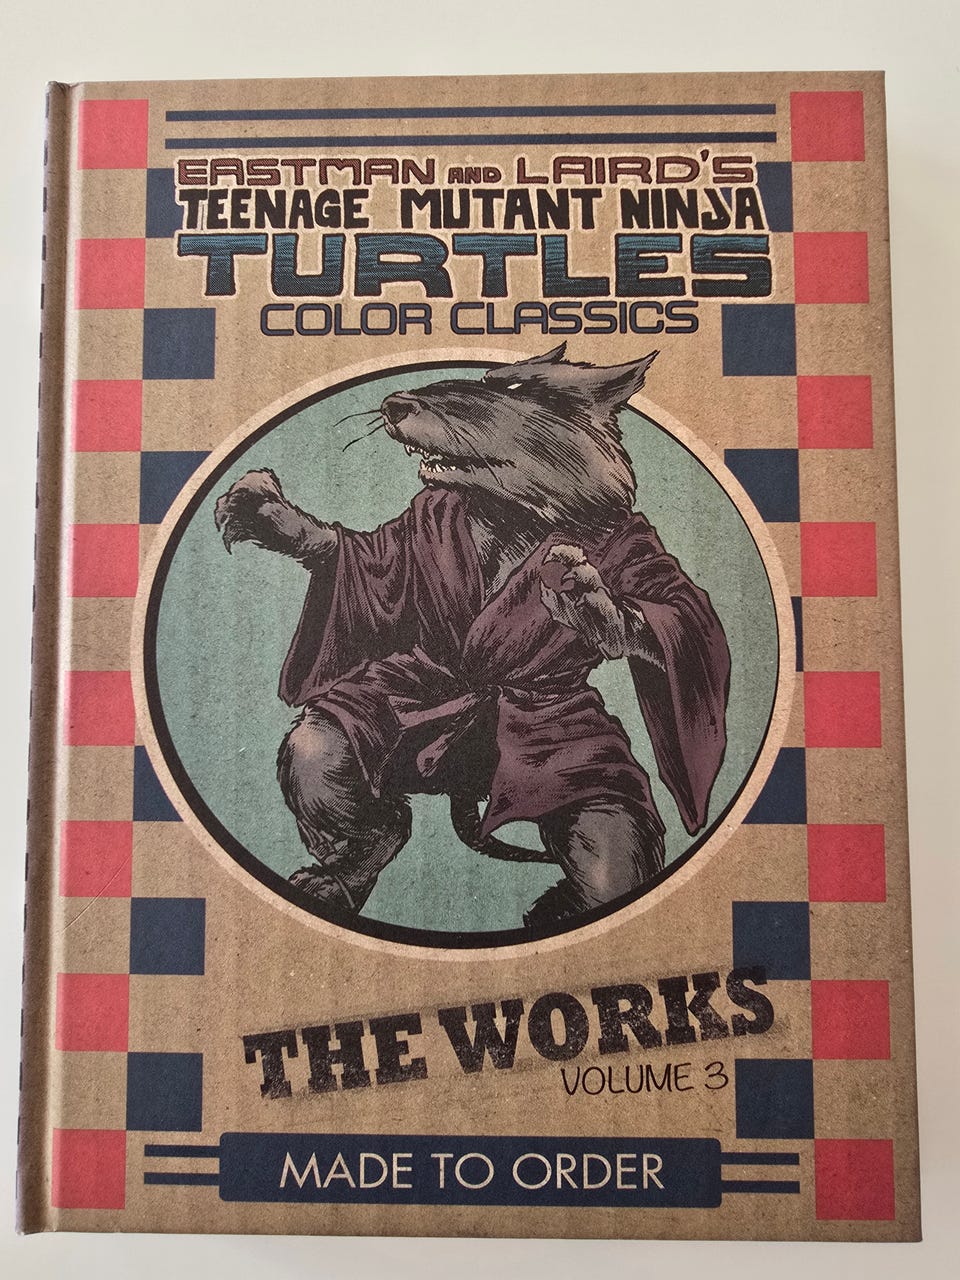 EASTMAN AND LAIRD'S
TEENAGE MUTANT NINJA
TURTLES
COLOR CLASSICS
THE WORKS
VOLUME 3
MADE TO ORDER